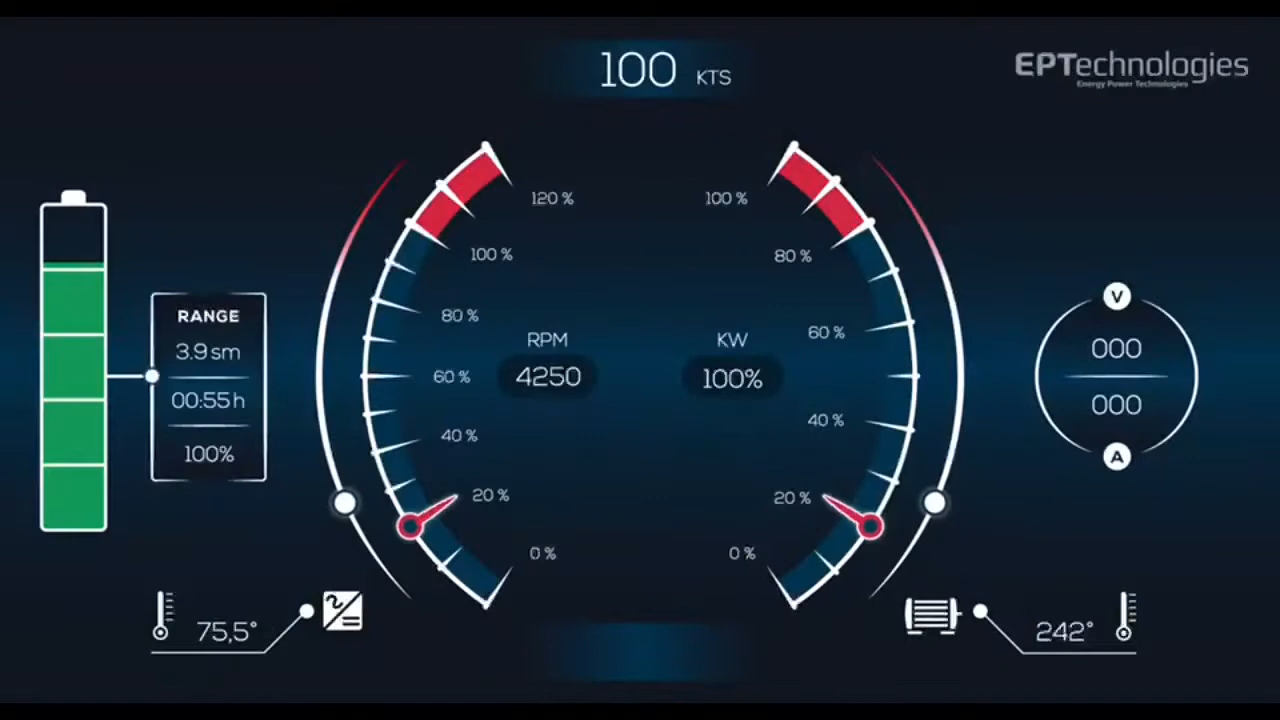 100 KTS
EPTechnologies
Energy Power Technologies
120 %
100 %
80 %
60 %
40 %
20 %
0 %
100 %
80 %
60 %
40 %
20 %
0 %
RPM
4250
KW
100%
RANGE
3.9 sm
00:55 h
100%
V
000
000
A
75,5°
242°